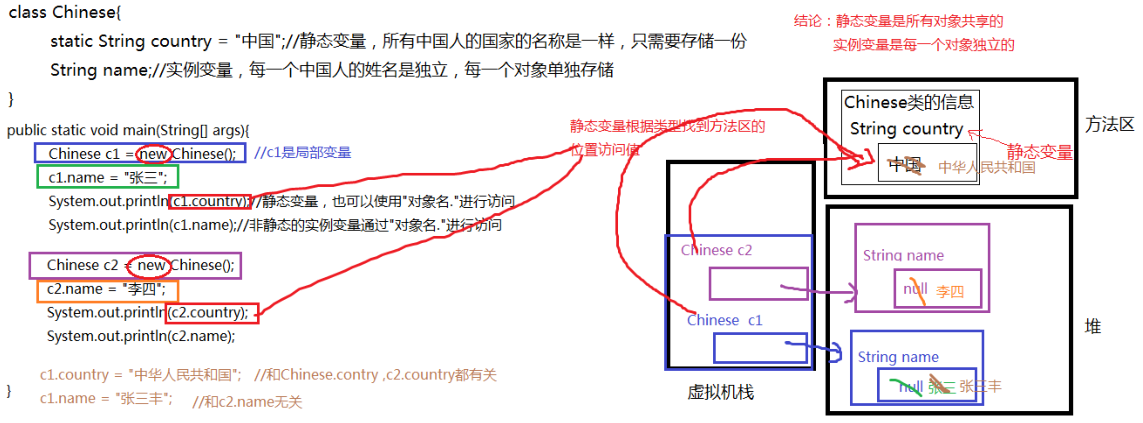 class Chinese{
static String country = "中国";//静态变量，所有中国人的国家的名称是一样，只需要存储一份
String name;//实例变量，每一个中国人的姓名是独立，每一个对象单独存储
}
public static void main(String[] args){
Chinese c1 = new Chinese(); //c1是局部变量
c1.name = "张三";
System.out.println(c1.country);//静态变量，也可以使用"对象名."进行访问
System.out.println(c1.name);//非静态的实例变量通过"对象名."进行访问
Chinese c2 = new Chinese();
c2.name = "李四";
System.out.println(c2.country);
System.out.println(c2.name);
c1.country = "中华人民共和国"; //和Chinese.contry ,c2.country都有关
c1.name = "张三丰"; //和c2.name无关
}
结论：静态变量是所有对象共享的
实例变量是每一个对象独立的
静态变量根据类型找到方法区的
位置访问值
Chinese类的信息
String country
静态变量
中国 中华人民共和国
方法区
Chinese c2
Chinese c1
虚拟机栈
String name
null 李四
String name
null 张三 张三丰
堆